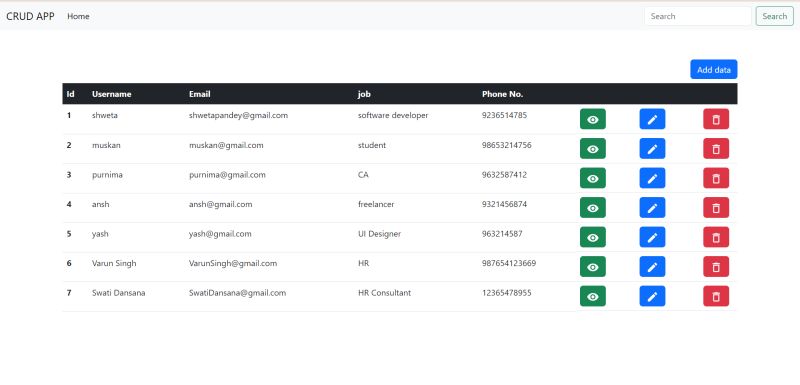 CRUD APP Home Search Search
Add data
Id Username Email job Phone No.
1 shweta shwetapandey@gmail.com software developer 9236514785
2 muskan muskan@gmail.com student 98653214756
3 purnima purnima@gmail.com CA 9632587412
4 ansh ansh@gmail.com freelancer 9321456874
5 yash yash@gmail.com UI Designer 963214587
6 Varun Singh VarunSingh@gmail.com HR 987654123669
7 Swati Dansana SwatiDansana@gmail.com HR Consultant 12365478955